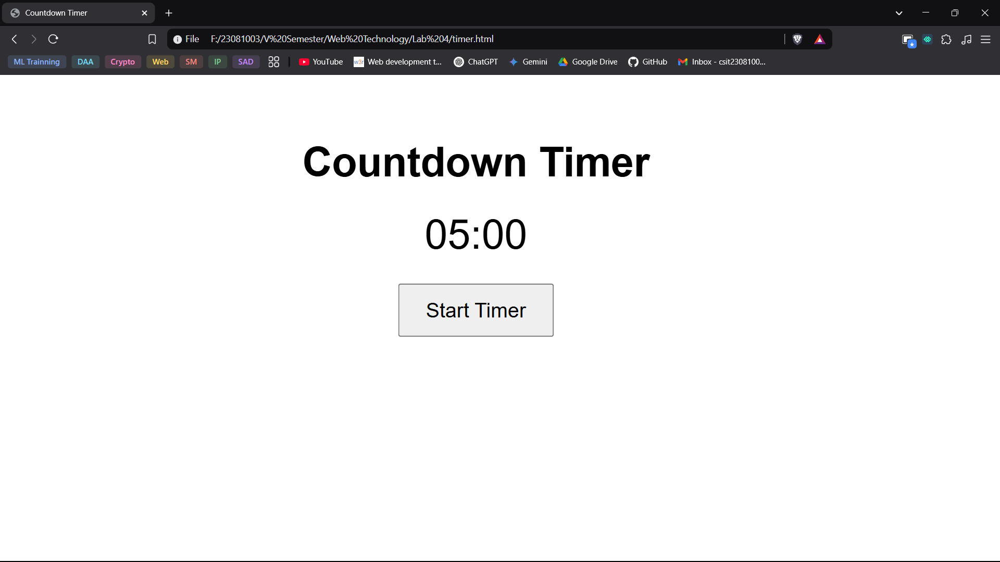 Countdown Timer
File F:/23081003/V%20Semester/Web%20Technology/Lab%204/timer.html
ML Trainning DAA Crypto Web SM IP SAD YouTube w3r Web development t... ChatGPT Gemini Google Drive GitHub Inbox - csit2308100...
Countdown Timer
05:00
Start Timer